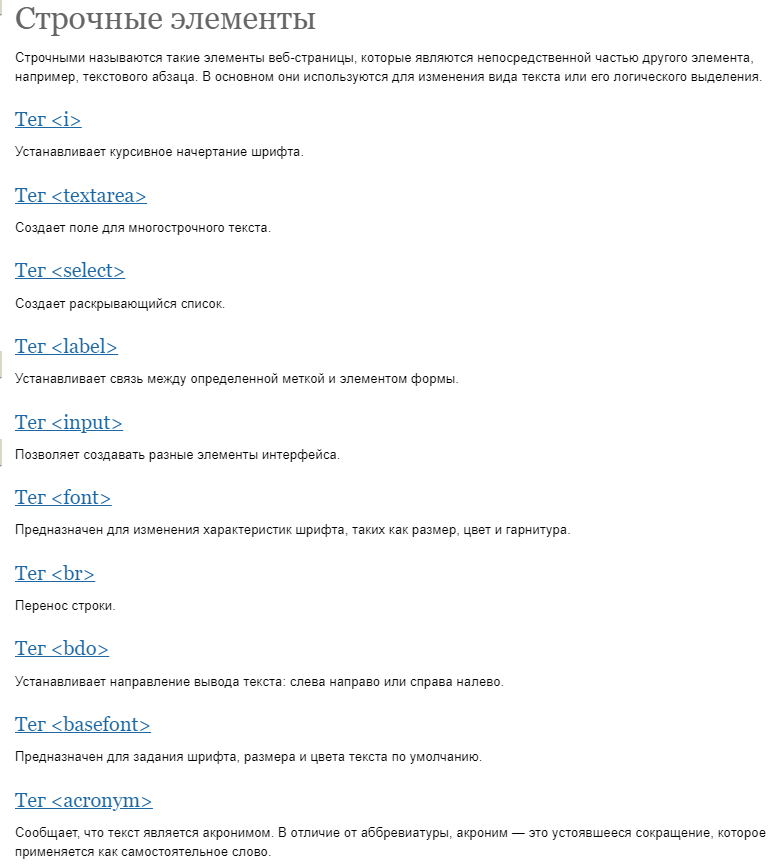 Строчные элементы
Строчными называются такие элементы веб-страницы, которые являются непосредственной частью другого элемента,
например, текстового абзаца. В основном они используются для изменения вида текста или его логического выделения.
Тег <i>
Устанавливает курсивное начертание шрифта.
Тег <textarea>
Создает поле для многострочного текста.
Тег <select>
Создает раскрывающийся список.
Тег <label>
Устанавливает связь между определенной меткой и элементом формы.
Тег <input>
Позволяет создавать разные элементы интерфейса.
Тег <font>
Предназначен для изменения характеристик шрифта, таких как размер, цвет и гарнитура.
Тег <br>
Перенос строки.
Тег <bdo>
Устанавливает направление вывода текста: слева направо или справа налево.
Тег <basefont>
Предназначен для задания шрифта, размера и цвета текста по умолчанию.
Тег <acronym>
Сообщает, что текст является акронимом. В отличие от аббревиатуры, акроним — это устоявшееся сокращение, которое
применяется как самостоятельное слово.